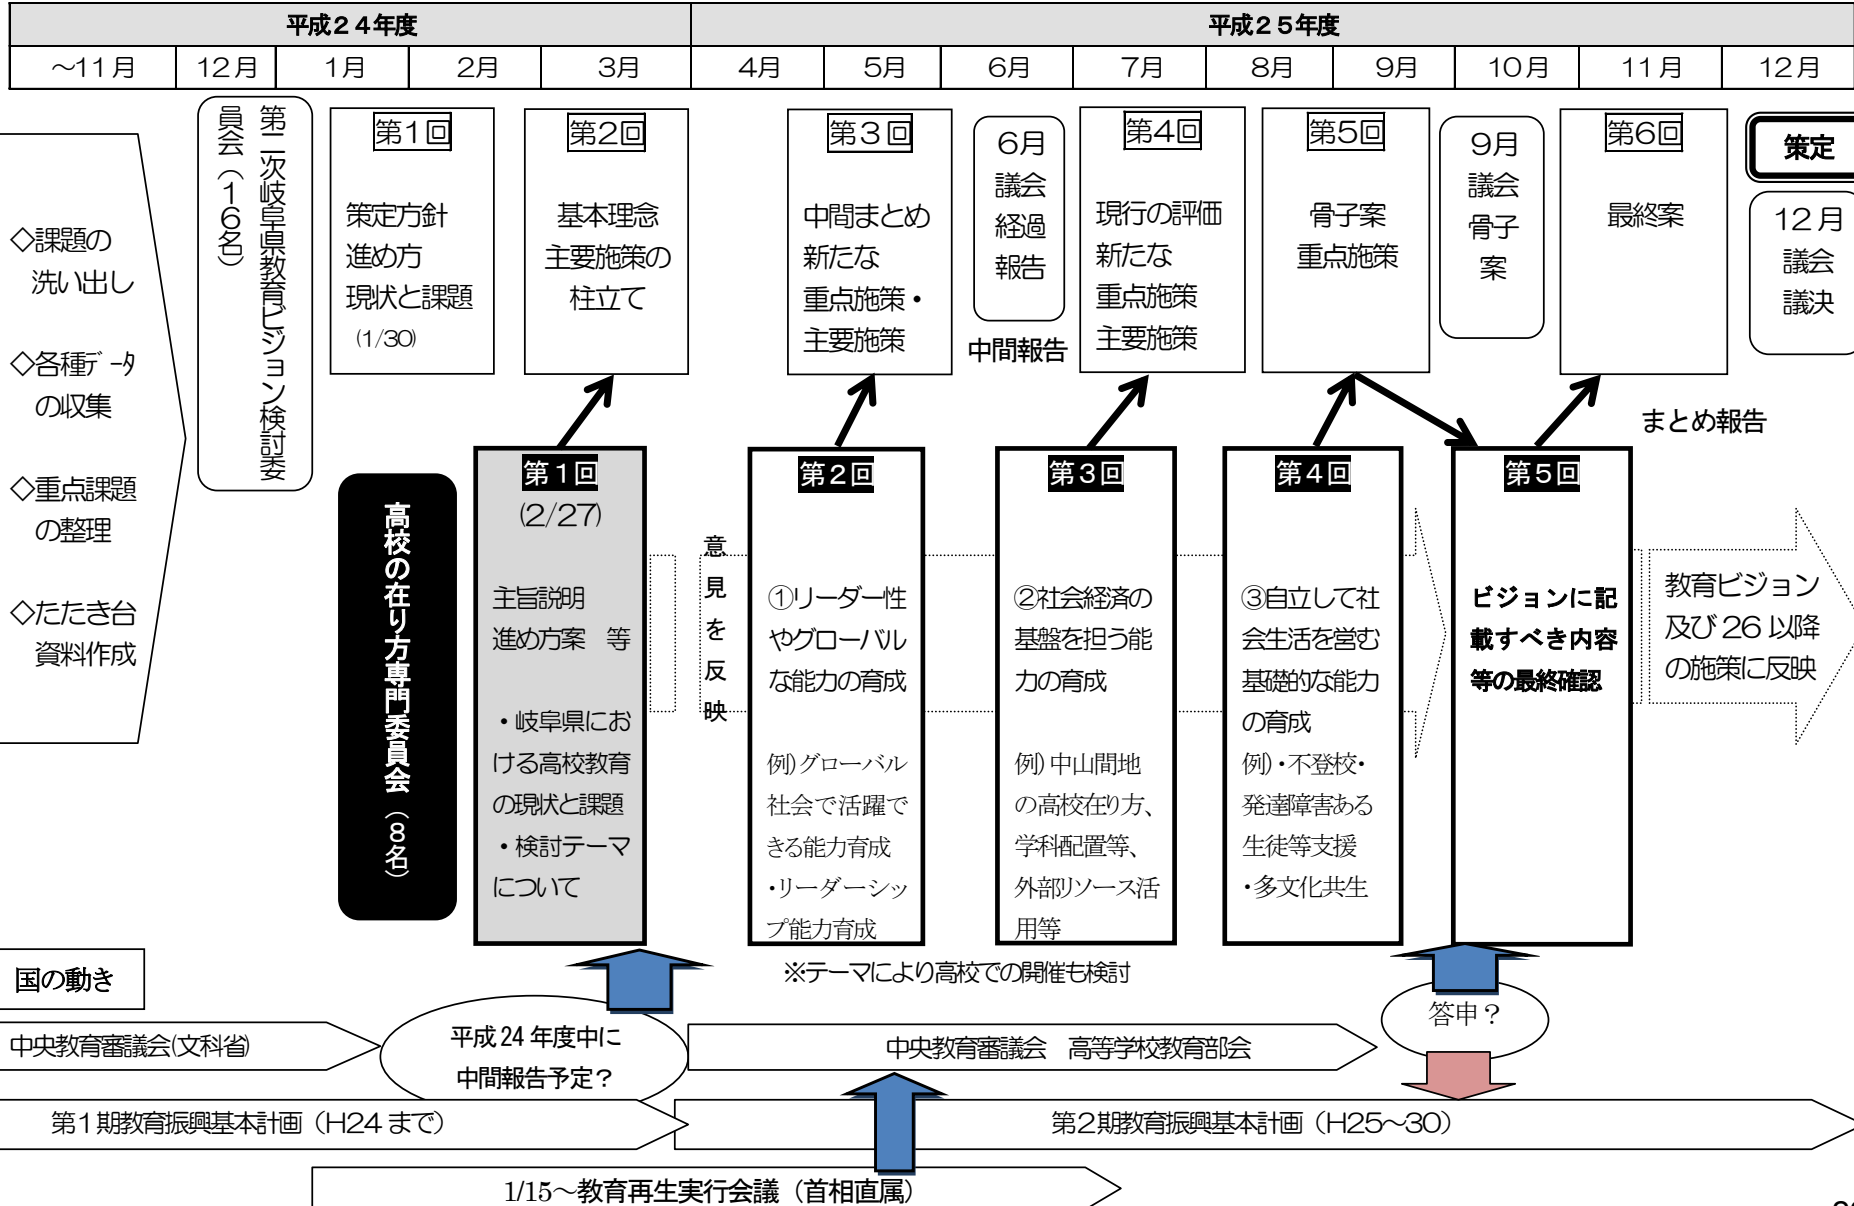 平成２４年度
平成２５年度
～11月
12月
1月
2月
3月
4月
5月
6月
7月
8月
9月
10月
11月
12月
◇課題の
洗い出し
◇各種データ
の収集
◇重点課題
の整理
◇たたき台
資料作成
第二次岐阜県教育ビジョン検討委
員会（１６名）
第１回
策定方針
進め方
現状と課題
(1/30)
第２回
基本理念
主要施策の
柱立て
第３回
中間まとめ
新たな
重点施策・
主要施策
6月
議会
経過
報告
中間報告
第４回
現行の評価
新たな
重点施策
主要施策
第５回
骨子案
重点施策
9月
議会
骨子
案
第６回
最終案
策定
12月
議会
議決
まとめ報告
高校の在り方専門委員会（８名）
第１回
(2/27)
主旨説明
進め方案　等
・岐阜県にお
ける高校教育
の現状と課題
・検討テーマ
について
意見を反映
第２回
①リーダー性
やグローバル
な能力の育成
例)グローバル
社会で活躍で
きる能力育成
・リーダーシッ
プ能力育成
第３回
②社会経済の
基盤を担う能
力の育成
例)中山間地
の高校在り方、
学科配置等、
外部リソース活
用等
第４回
③自立して社
会生活を営む
基礎的な能力
の育成
例)・不登校・
発達障害ある
生徒等支援
・多文化共生
第５回
ビジョンに記
載すべき内容
等の最終確認
教育ビジョン
及び 26 以降
の施策に反映
※テーマにより高校での開催も検討
国の動き
中央教育審議会(文科省)
平成 24 年度中に
中間報告予定？
中央教育審議会　高等学校教育部会
答申？
第１期教育振興基本計画（H24 まで）
第２期教育振興基本計画（H25～30）
1/15～教育再生実行会議（首相直属）